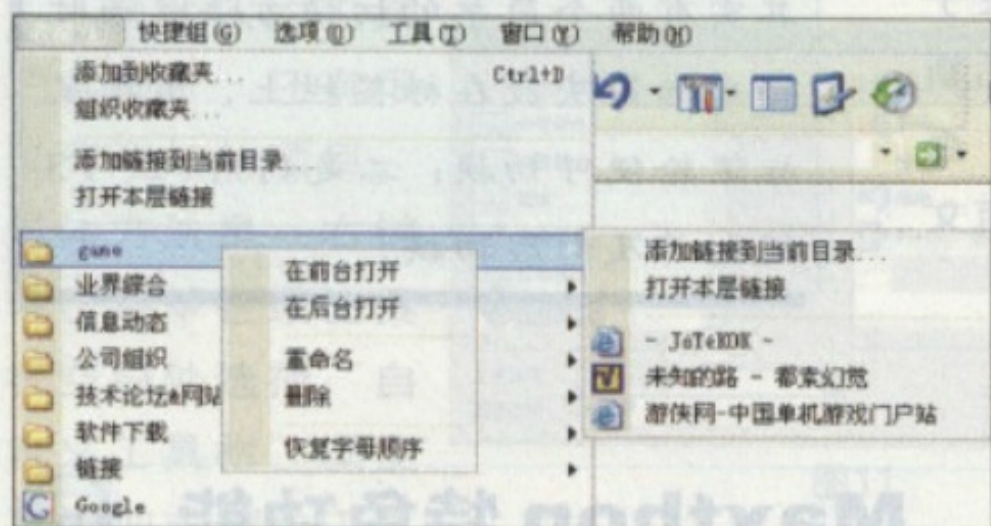 快捷组(G) 选项(O) 工具(T) 窗口(Y) 帮助(H)
添加到收藏夹... Ctrl+D
组织收藏夹...
添加链接到当前目录...
打开本层链接
game
业界综合
信息动态
公司组织
技术论坛&网站
软件下载
链接
Google
在前台打开
在后台打开
重命名
删除
恢复字母顺序
添加链接到当前目录...
打开本层链接
未知的路 - 都素幻觉
游侠网-中国单机游戏门户站